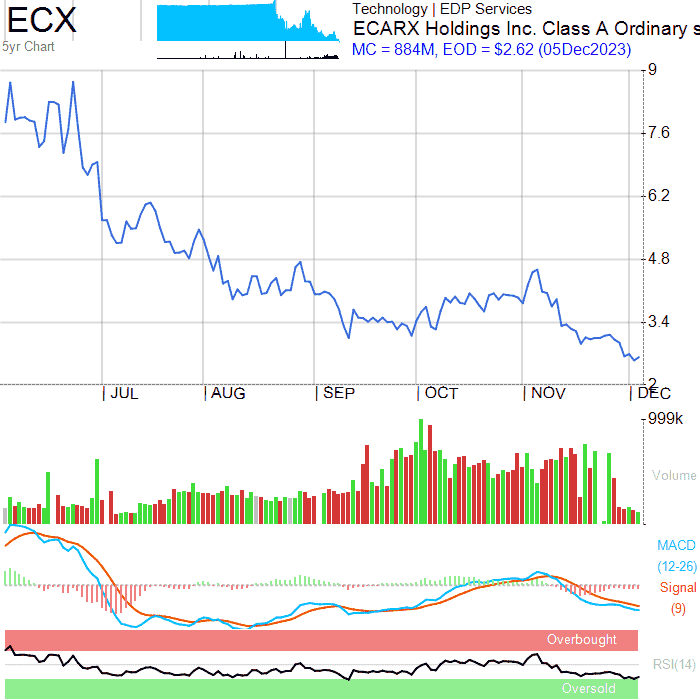 ECX
5yr Chart
Technology | EDP Services
ECARX Holdings Inc. Class A Ordinary s
MC = 884M, EOD = $2.62 (05Dec2023)
9
7.6
6.2
4.8
3.4
2
JUL AUG SEP OCT NOV DEC
999k
Volume
MACD
(12-26)
Signal
(9)
Overbought
RSI(14)
Oversold